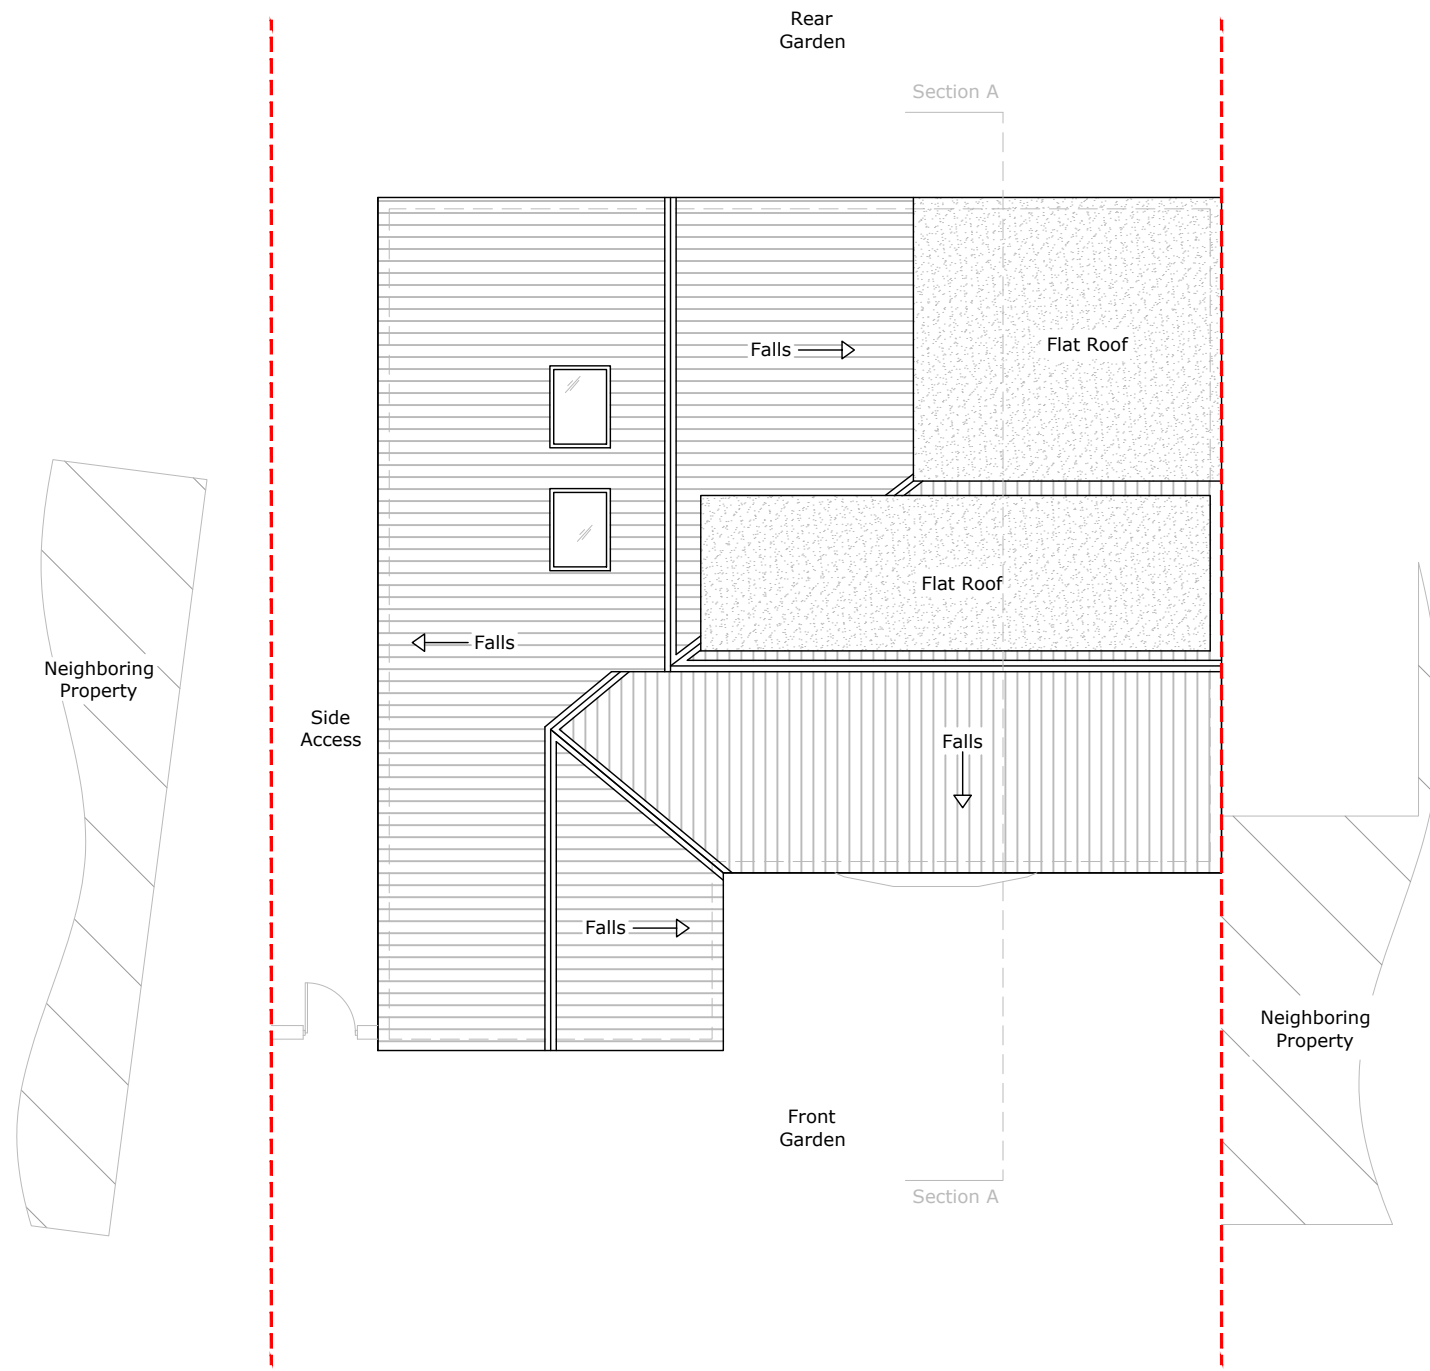 Rear
Garden
Section A
Falls
Flat Roof
Flat Roof
Falls
Neighboring
Property
Side
Access
Falls
Falls
Neighboring
Property
Front
Garden
Section A